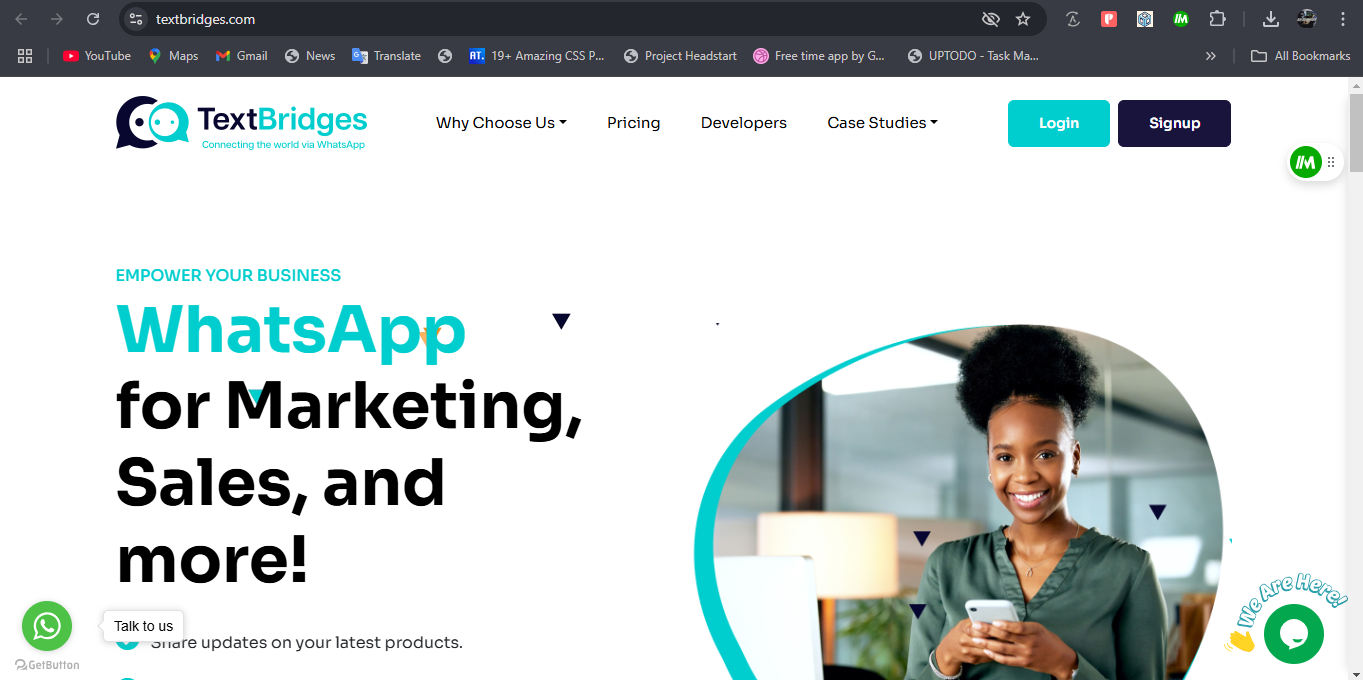 textbridges.com
YouTube Maps Gmail News Translate AT. 19+ Amazing CSS P... Project Headstart Free time app by G... UPTODO - Task Ma... » All Bookmarks
TextBridges
Connecting the world via WhatsApp
Why Choose Us Pricing Developers Case Studies Login Signup
EMPOWER YOUR BUSINESS
WhatsApp
for Marketing,
Sales, and
more!
We Are Here!
Talk to us
Share updates on your latest products.
GetButton